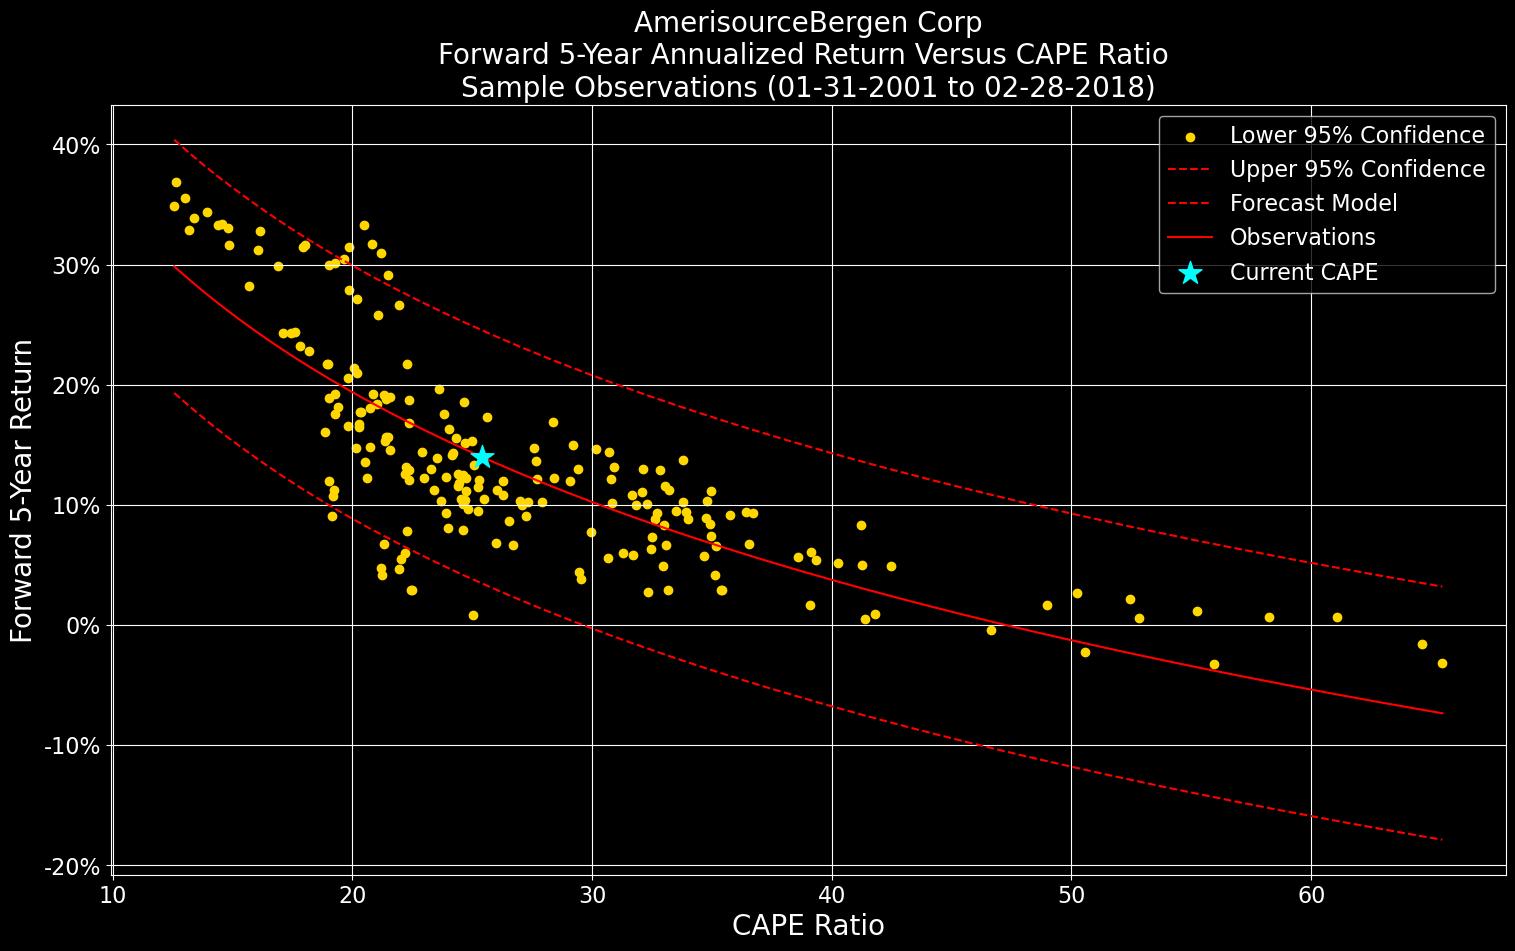 AmerisourceBergen Corp
Forward 5-Year Annualized Return Versus CAPE Ratio
Sample Observations (01-31-2001 to 02-28-2018)
Lower 95% Confidence
Upper 95% Confidence
Forecast Model
Observations
Current CAPE
Forward 5-Year Return
40%
30%
20%
10%
0%
-10%
-20%
10 20 30 40 50 60
CAPE Ratio